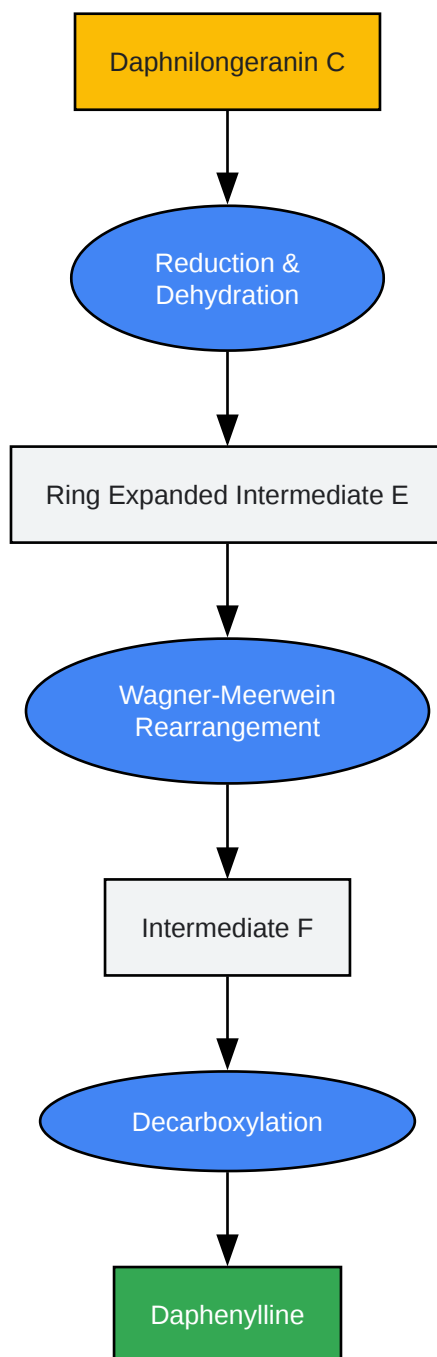 Daphnilongeranin C
Reduction &
Dehydration
Ring Expanded Intermediate E
Wagner-Meerwein
Rearrangement
Intermediate F
Decarboxylation
Daphenylline